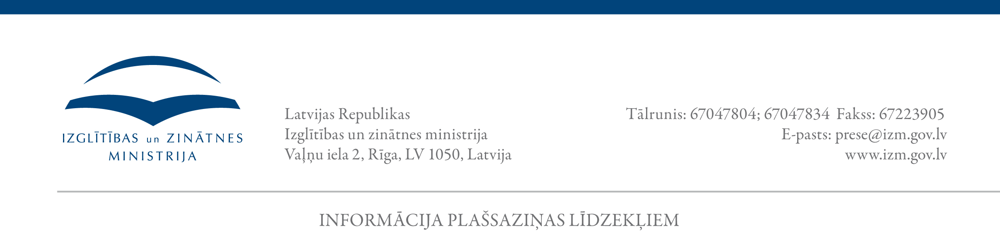 IZGLĪTĪBAS un ZINĀTNES
MINISTRIJA
Latvijas Republikas
Izglītības un zinātnes ministrija
Vaļņu iela 2, Rīga, LV 1050, Latvija
Tālrunis: 67047804; 67047834 Fakss: 67223905
E-pasts: prese@izm.gov.lv
www.izm.gov.lv
INFORMĀCIJA PLAŠSAZIŅAS LĪDZEKĻIEM